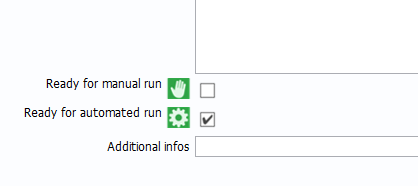 Ready for manual run
Ready for automated run
Additional infos